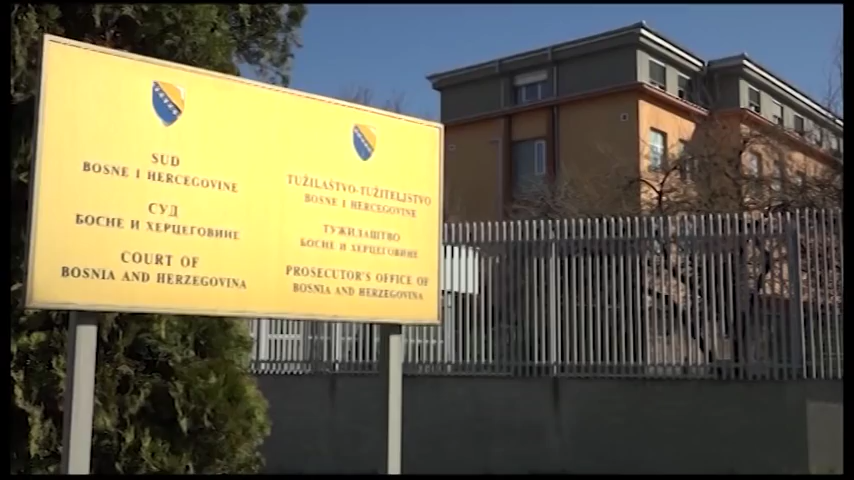 SUD
BOSNE I HERCEGOVINE
СУД
БОСНЕ И ХЕРЦЕГОВИНЕ
COURT OF
BOSNIA AND HERZEGOVINA
TUŽILAŠTVO-TUŽITELJSTVO
BOSNE I HERCEGOVINE
ТУЖИЛАШТВО
БОСНЕ И ХЕРЦЕГОВИНЕ
PROSECUTOR'S OFFICE OF
BOSNIA AND HERZEGOVINA